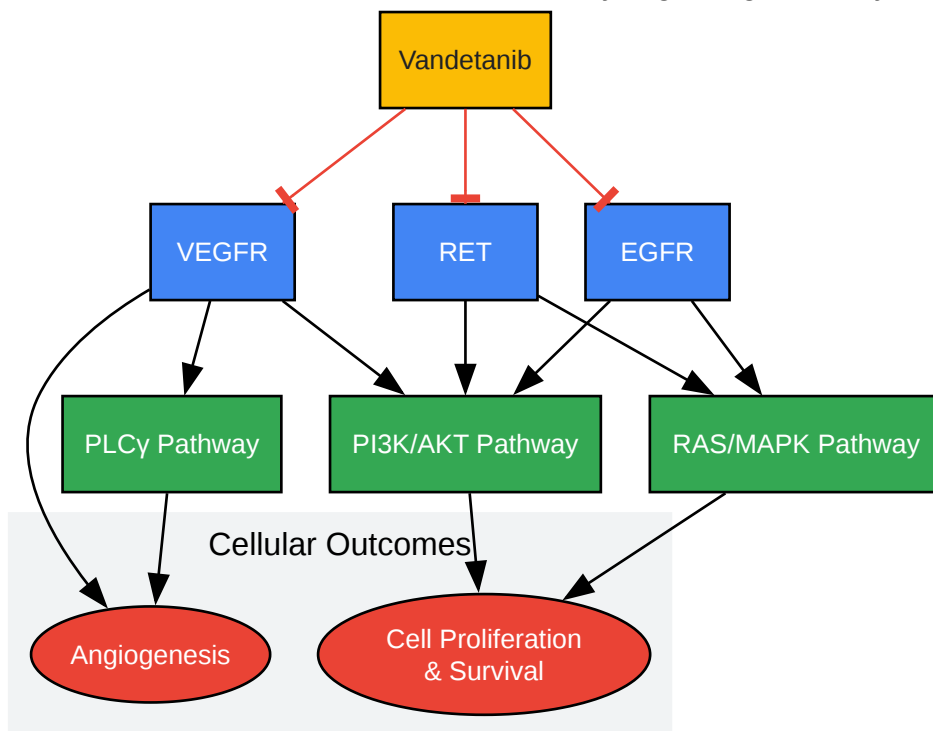 Vandetanib
VEGFR
RET
EGFR
PLCγ Pathway
PI3K/AKT Pathway
RAS/MAPK Pathway
Cellular Outcomes
Angiogenesis
Cell Proliferation
& Survival